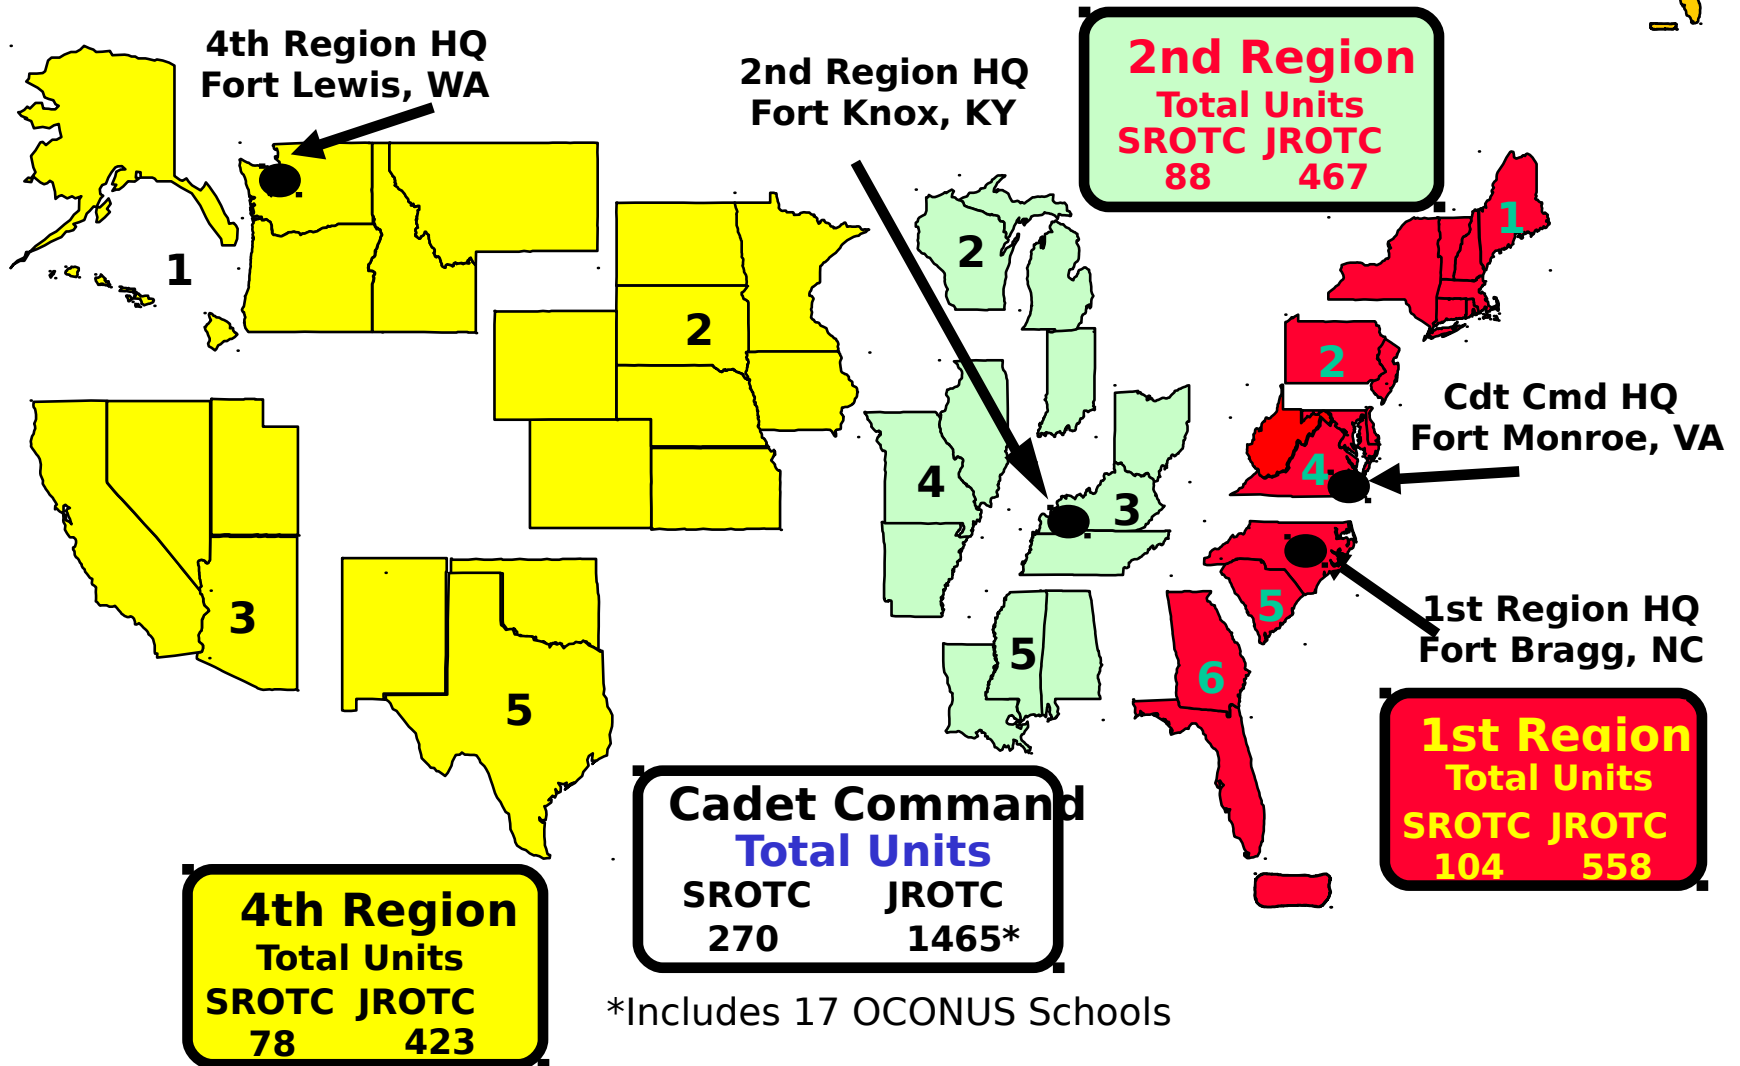 4th Region HQ
Fort Lewis, WA
2nd Region HQ
Fort Knox, KY
2nd Region
Total Units
SROTC JROTC
88 467
1
2
1
2
1
2
Cdt Cmd HQ
Fort Monroe, VA
4
3
4
3
5
5
6
5
1st Region HQ
Fort Bragg, NC
1st Region
Total Units
SROTC JROTC
104 558
Cadet Command
Total Units
SROTC JROTC
270 1465*
*Includes 17 OCONUS Schools
4th Region
Total Units
SROTC JROTC
78 423